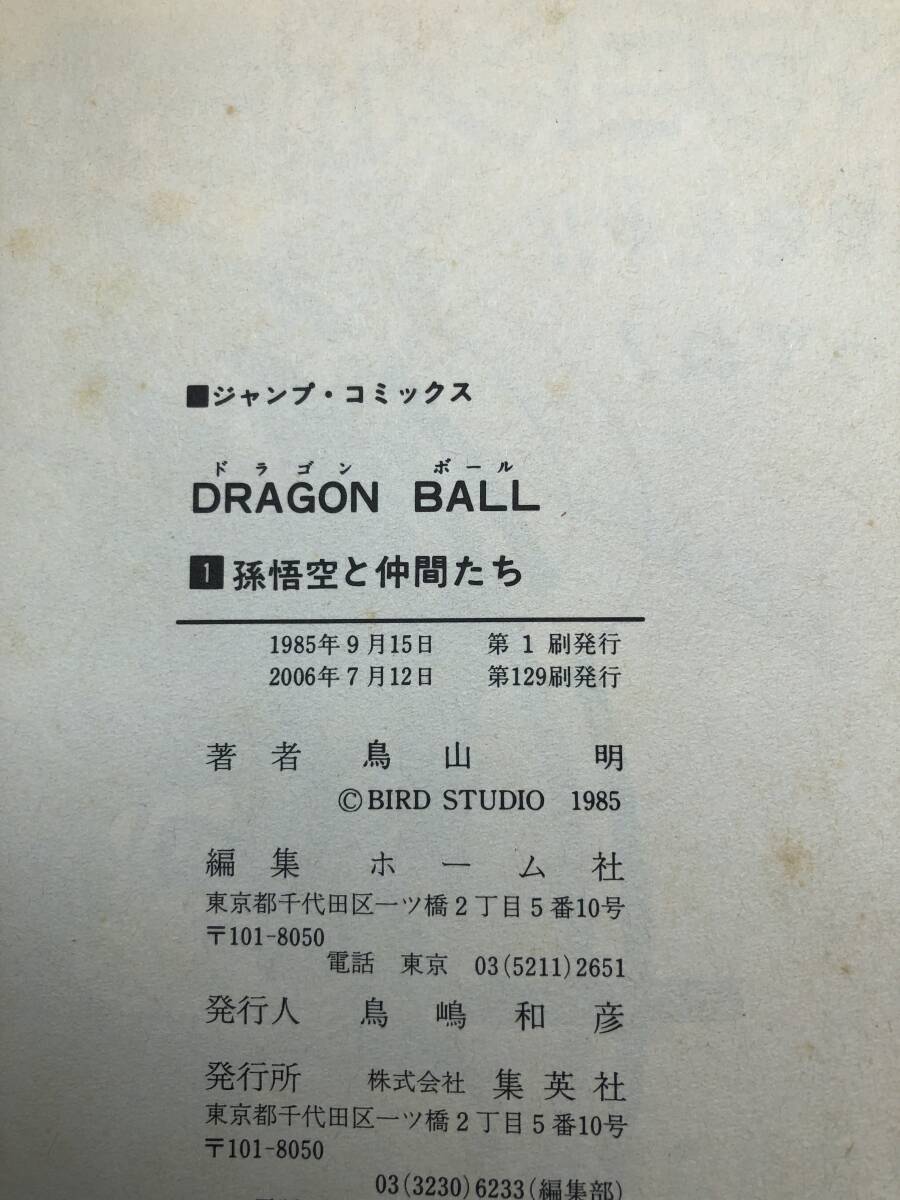 ■ジャンプ・コミックス
ドラゴン ボール
DRAGON BALL
1 孫悟空と仲間たち
1985年9月15日 第1刷発行
2006年7月12日 第129刷発行
著者 鳥山 明
©BIRD STUDIO 1985
編集 ホーム社
東京都千代田区一ツ橋2丁目5番10号
〒101-8050
電話 東京 03(5211)2651
発行人 鳥嶋和彦
発行所 株式会社 集英社
東京都千代田区一ツ橋2丁目5番10号
〒101-8050
03(3230)6233(編集部)